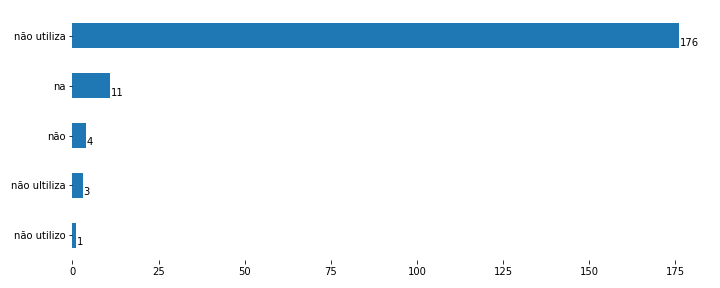 não utiliza
176
na
11
não
4
não ultiliza
3
não utilizo
1
0 25 50 75 100 125 150 175